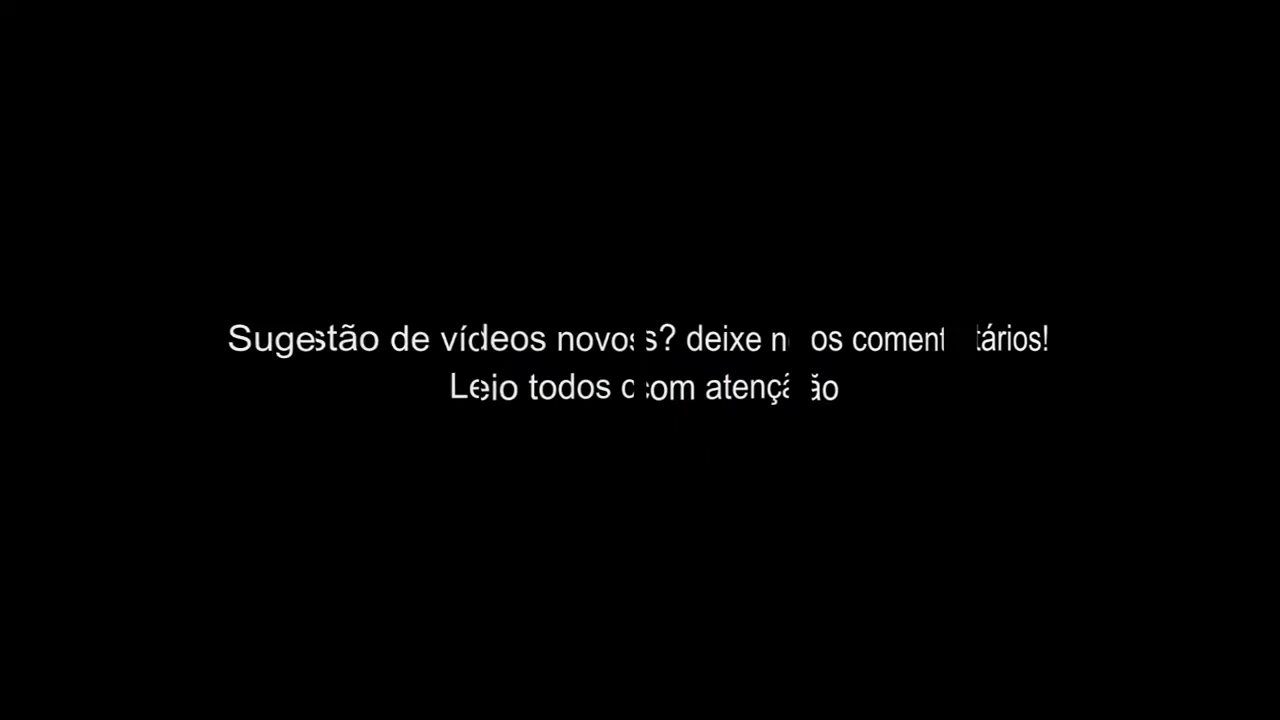 Sugestão de vídeos novos? deixe nos comentários!
Leio todos com atenção